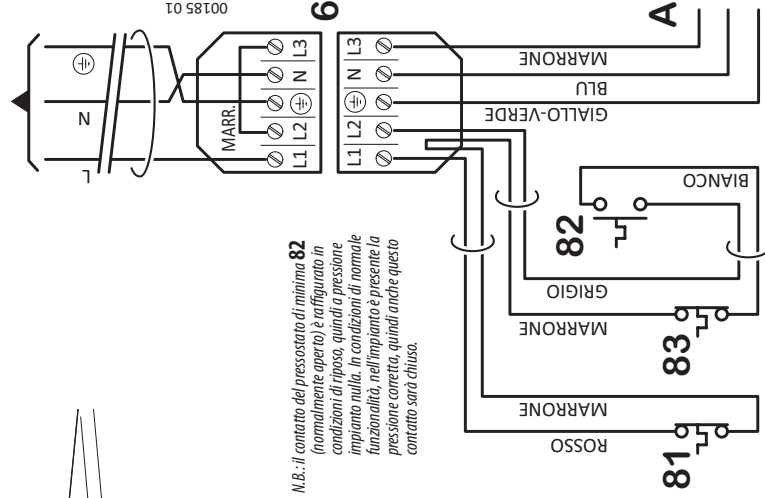 00185 01
6
L
N
MARR.
L1
L2
N
L3
L1
L2
N
L3
A
MARRONE
BLU
GIALLO-VERDE
N.B.: il contatto del pressostato di minima 82
(normalmente aperto) è raffigurato in
condizioni di riposo, quindi a pressione
impianto nulla. In condizioni di normale
funzionalità, nell'impianto è presente la
pressione corretta, quindi anche questo
contatto sarà chiuso.
82
BIANCO
GRIGIO
MARRONE
83
MARRONE
ROSSO
81